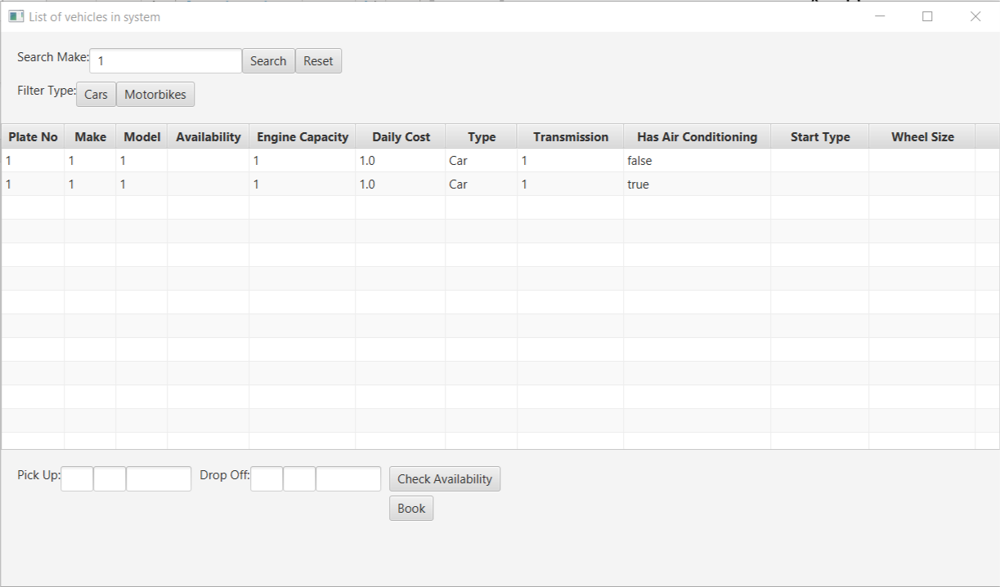 List of vehicles in system
Search Make: 1 Search Reset
Filter Type: Cars Motorbikes
Plate No Make Model Availability Engine Capacity Daily Cost Type Transmission Has Air Conditioning Start Type Wheel Size
1 1 1 1 1.0 Car 1 false
1 1 1 1 1.0 Car 1 true
Pick Up: Drop Off: Check Availability
Book